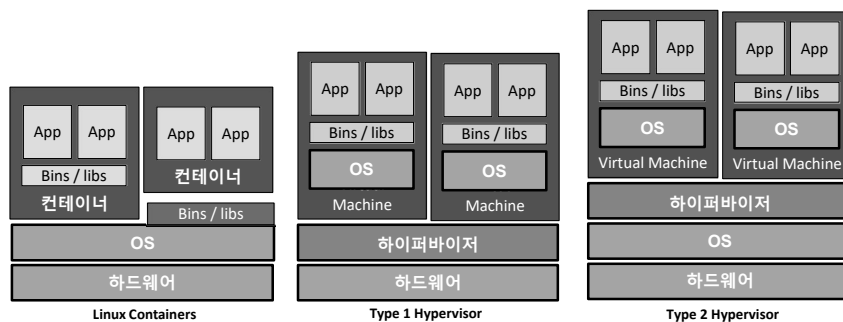 App App
Bins / libs
컨테이너
App App
컨테이너
Bins / libs
OS
하드웨어
Linux Containers
App App
Bins / libs
OS
Machine
App App
Bins / libs
OS
Machine
하이퍼바이저
하드웨어
Type 1 Hypervisor
App App
Bins / libs
OS
Virtual Machine
App App
Bins / libs
OS
Virtual Machine
하이퍼바이저
OS
하드웨어
Type 2 Hypervisor